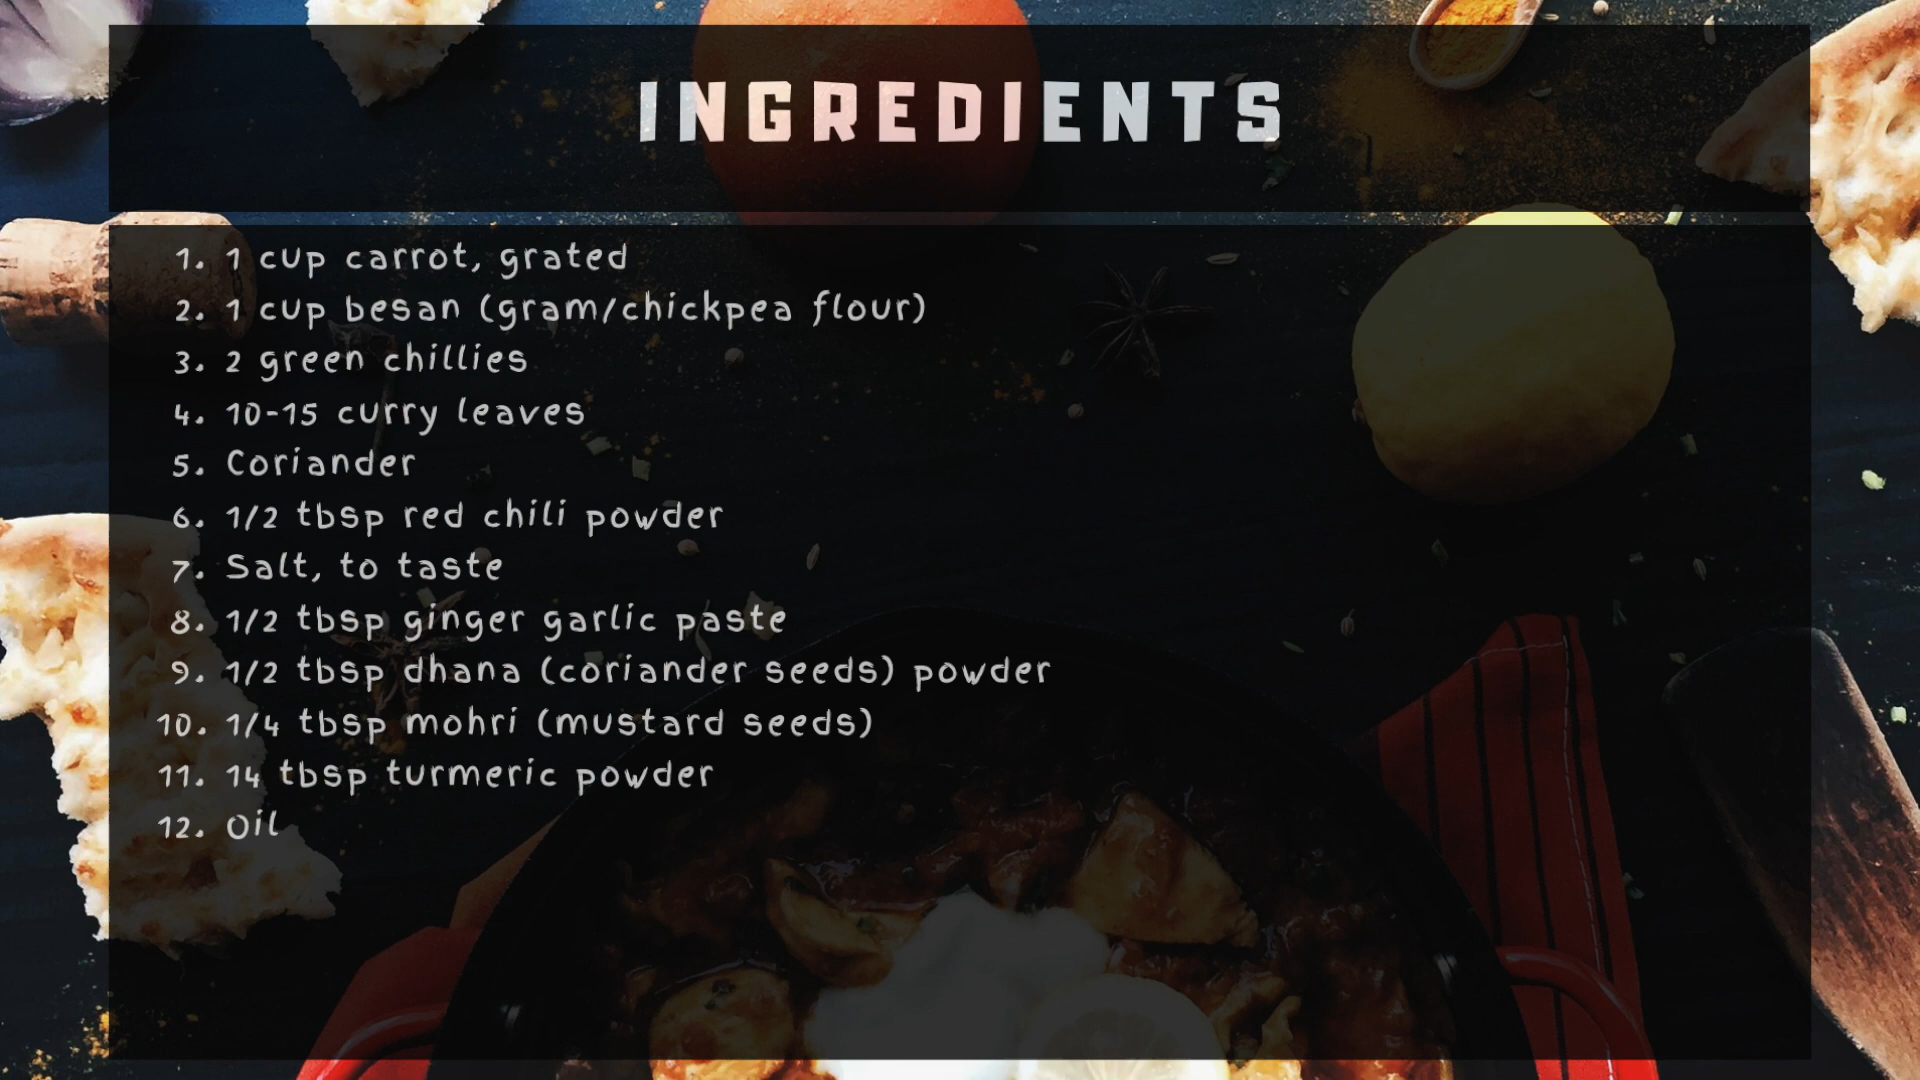 INGREDIENTS
1. 1 cup carrot, grated
2. 1 cup besan (gram/chickpea flour)
3. 2 green chillies
4. 10-15 curry leaves
5. Coriander
6. 1/2 tbsp red chili powder
7. Salt, to taste
8. 1/2 tbsp ginger garlic paste
9. 1/2 tbsp dhana (coriander seeds) powder
10. 1/4 tbsp mohri (mustard seeds)
11. 14 tbsp turmeric powder
12. Oil